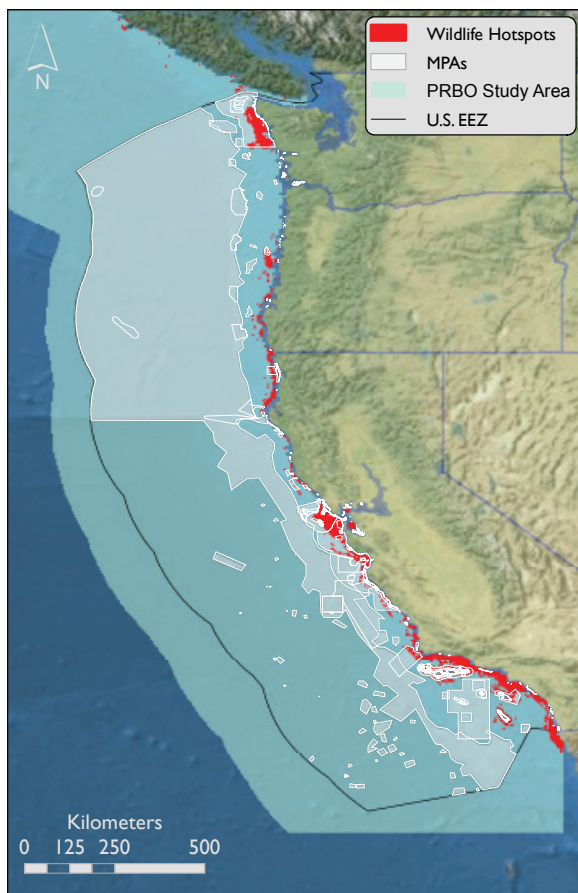 N
Wildlife Hotspots
MPAs
PRBO Study Area
U.S. EEZ
Kilometers
0 125 250 500